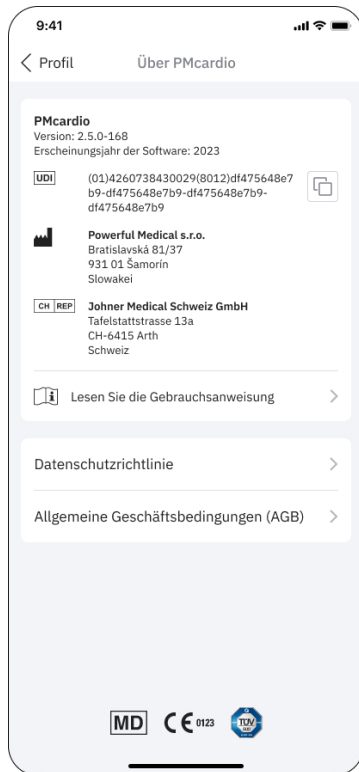 9:41
Profil
Über PMcardio
PMcardio
Version: 2.5.0-168
Erscheinungsjahr der Software: 2023
UDI
(01)4260738430029(8012)df475648e7
b9-df475648e7b9-df475648e7b9-
df475648e7b9
Powerful Medical s.r.o.
Bratislavská 81/37
931 01 Šamorín
Slowakei
CH REP
Johner Medical Schweiz GmbH
Tafelstattstrasse 13a
CH-6415 Arth
Schweiz
Lesen Sie die Gebrauchsanweisung
Datenschutzrichtlinie
Allgemeine Geschäftsbedingungen (AGB)
MD CE 0123 TÜV